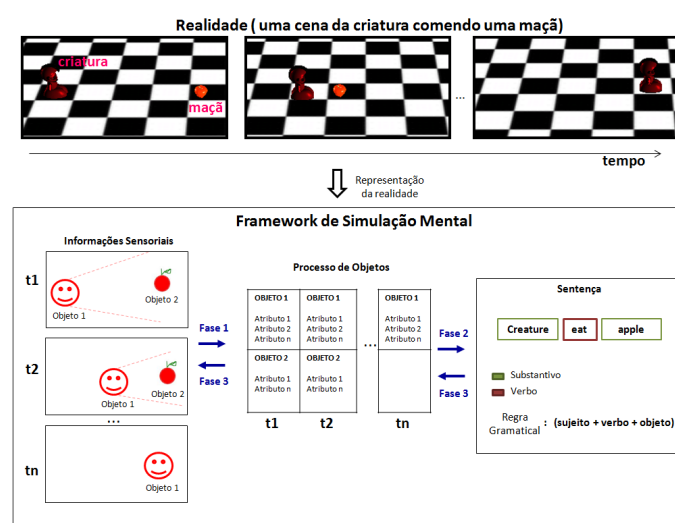 Realidade ( uma cena da criatura comendo uma maçã)
criatura
maçã
...
tempo
Representação
da realidade
Framework de Simulação Mental
Informações Sensoriais
t1
Objeto 1
Objeto 2
t2
Objeto 1
Objeto 2
...
tn
Objeto 1
Fase 1
Fase 3
Processo de Objetos
OBJETO 1
Atributo 1
Atributo 2
Atributo n
OBJETO 2
Atributo 1
Atributo n
t1
OBJETO 1
Atributo 1
Atributo 2
Atributo n
OBJETO 2
Atributo 1
Atributo n
t2
...
OBJETO 1
Atributo 1
Atributo 2
Atributo n
tn
Fase 2
Fase 3
Sentença
Creature eat apple
Substantivo
Verbo
Regra
Gramatical : (sujeito + verbo + objeto)